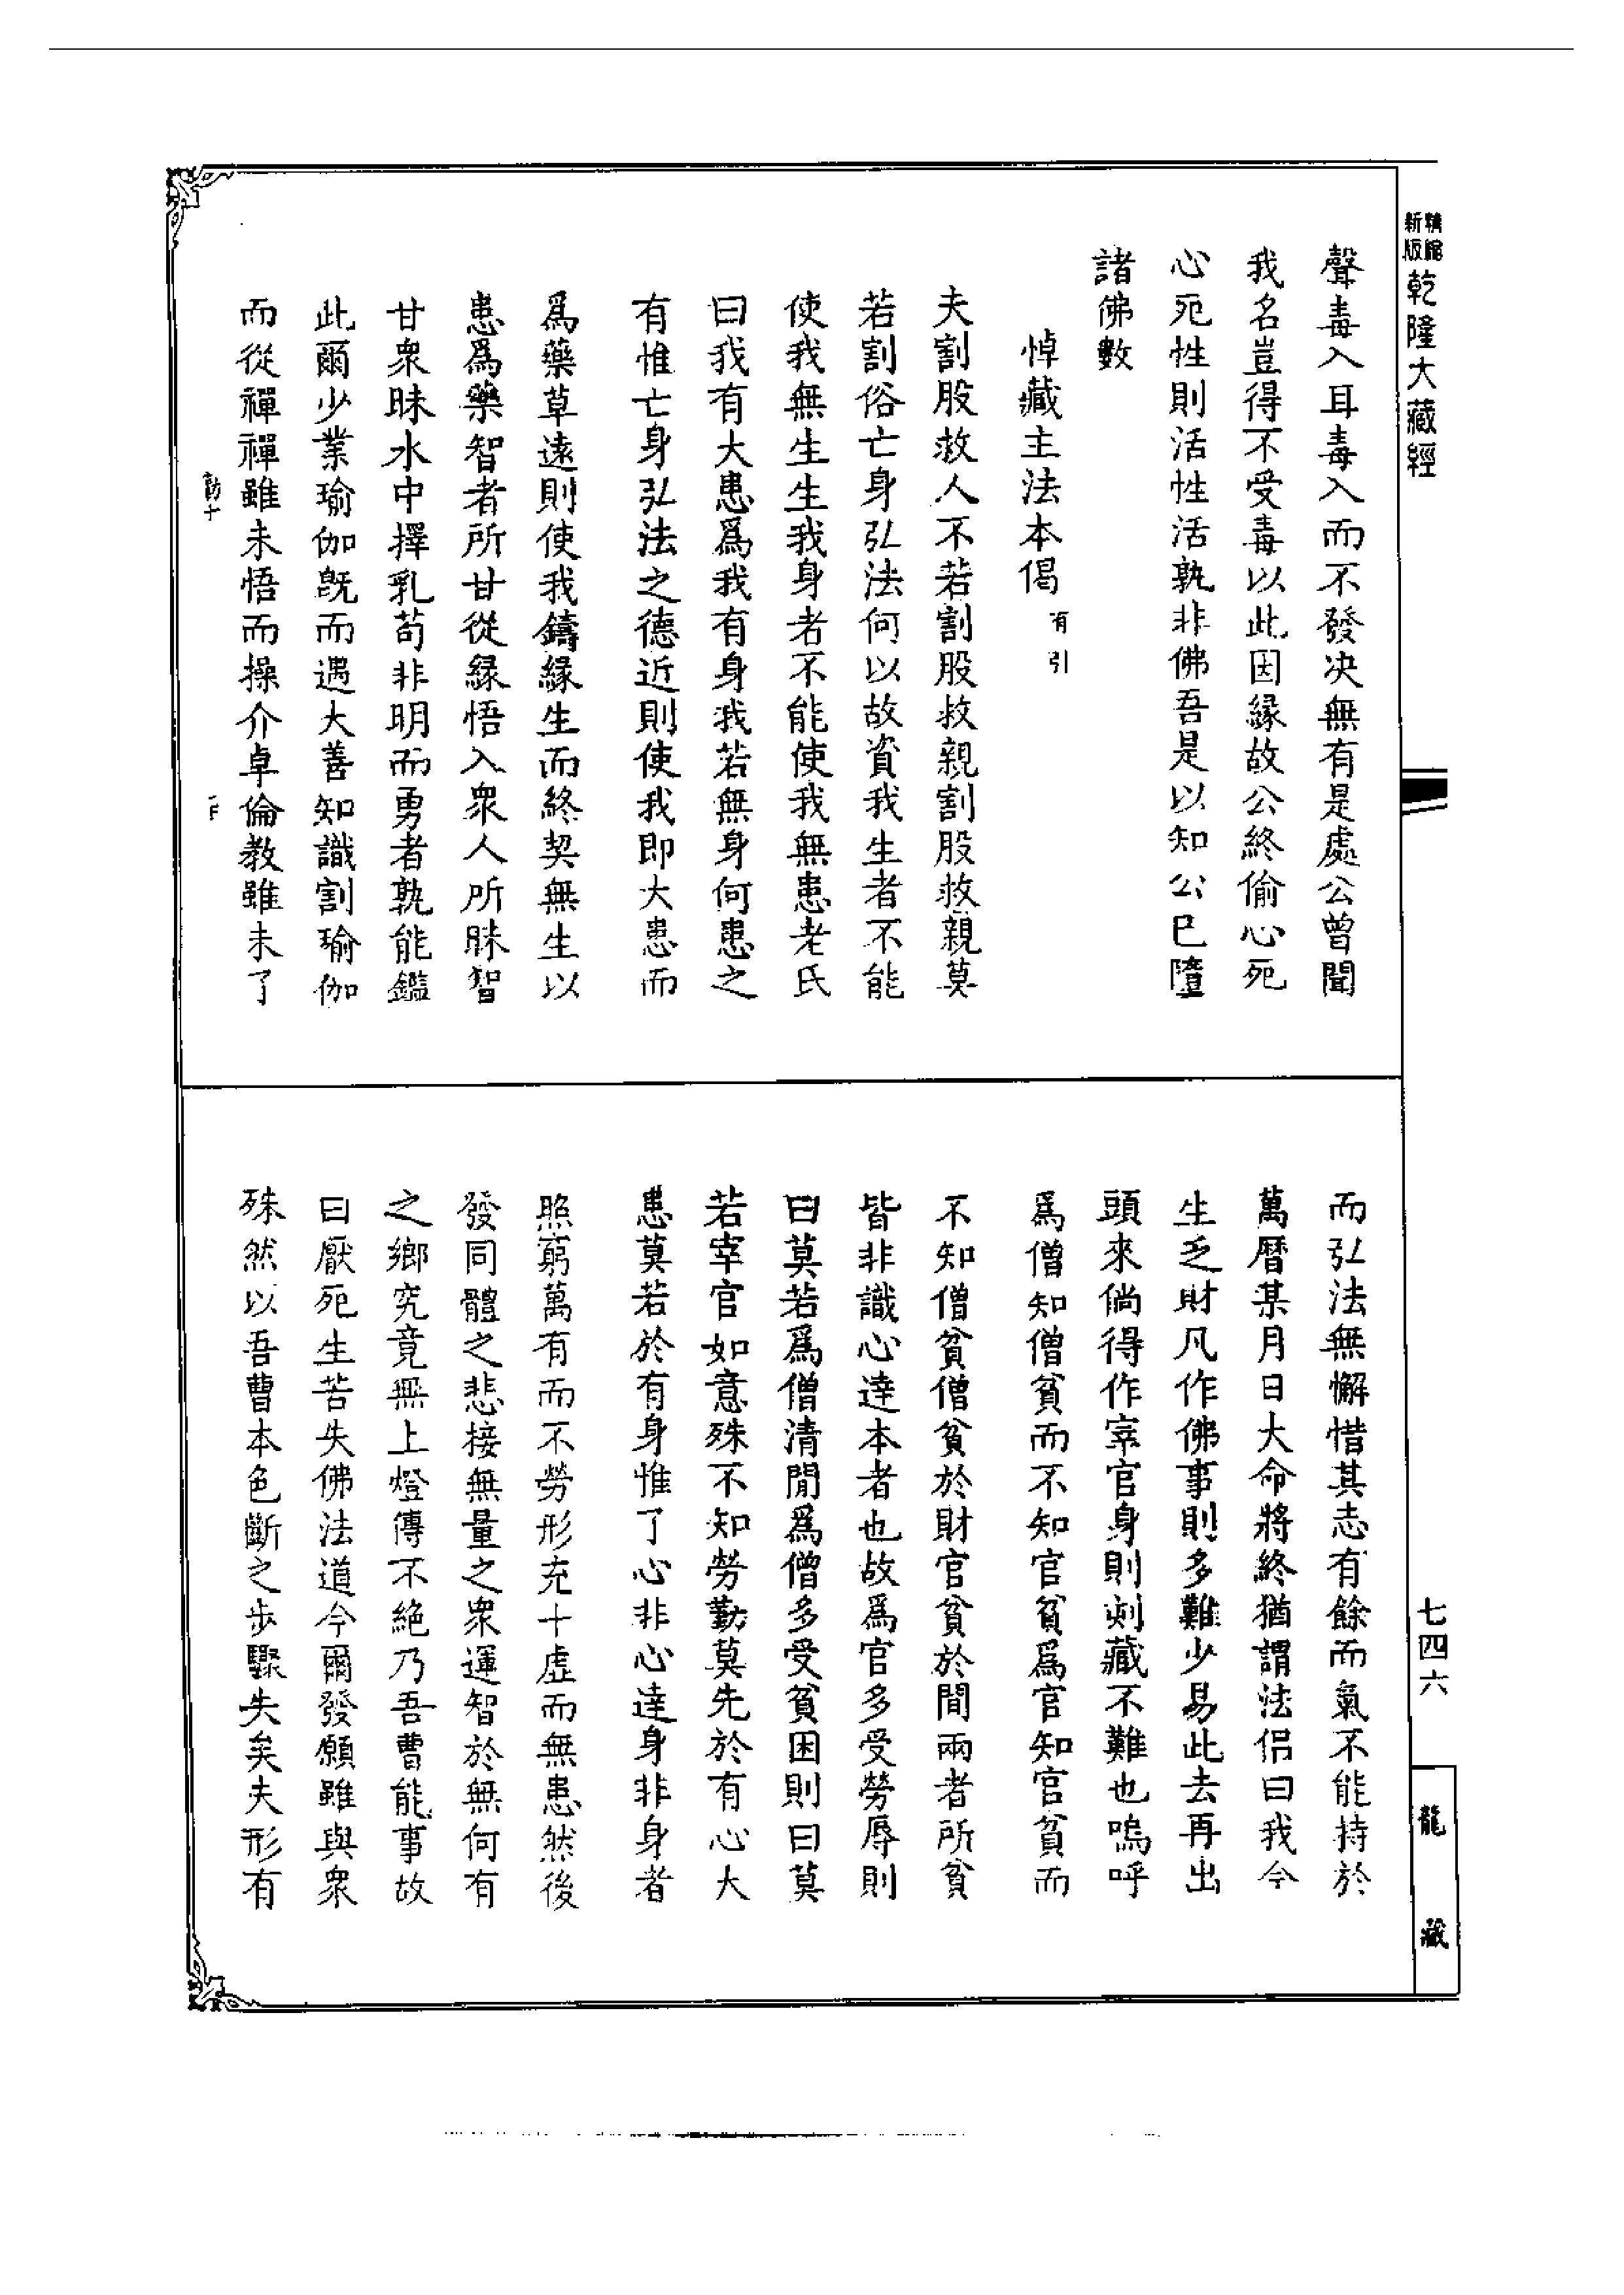 精縮
新版
乾隆大藏經
聲毒入耳毒入而不發决無有是處公曾聞
我名豈得不受毒以此因緣故公終偷心死
心死性則活性活孰非佛吾是以知公已墮
諸佛數
悼藏主法本偈有引
夫割股救人不若割股救親割股救親莫
若割俗亡身弘法何以故資我生者不能
使我無生生我身者不能使我無患老氏
曰我有大患爲我有身我若無身何患之
有惟亡身弘法之德近則使我即大患而
爲藥草遠則使我鑄緣生而終契無生以
患爲藥智者所甘從緣悟入衆人所昧智
甘衆昧水中擇乳苟非明而勇者孰能鑑
此爾少業瑜伽旣而遇大善知識割瑜伽
而從禪禪雖未悟而操介卓倫教雖未了
而弘法無懈惜其志有餘而氣不能持於
萬曆某月日大命將終猶謂法侶曰我今
生乏財凡作佛事則多難少易此去再出
頭來倘得作宰官身則刻藏不難也嗚呼
爲僧知僧貧而不知官貧爲官知官貧而
不知僧貧僧貧於財官貧於閒兩者所貧
皆非識心達本者也故爲官多受勞辱則
曰莫若爲僧清閒爲僧多受貧困則曰莫
若宰官如意殊不知勞勤莫先於有心大
患莫若於有身惟了心非心達身非身者
照窮萬有而不勞形充十虛而無患然後
發同體之悲接無量之衆運智於無何有
之鄉究竟無上燈傳不絕乃吾曹能事故
曰厭死生苦失佛法道今爾發願雖與衆
殊然以吾曹本色斷之步驟失矣夫形有
七四六
龍藏